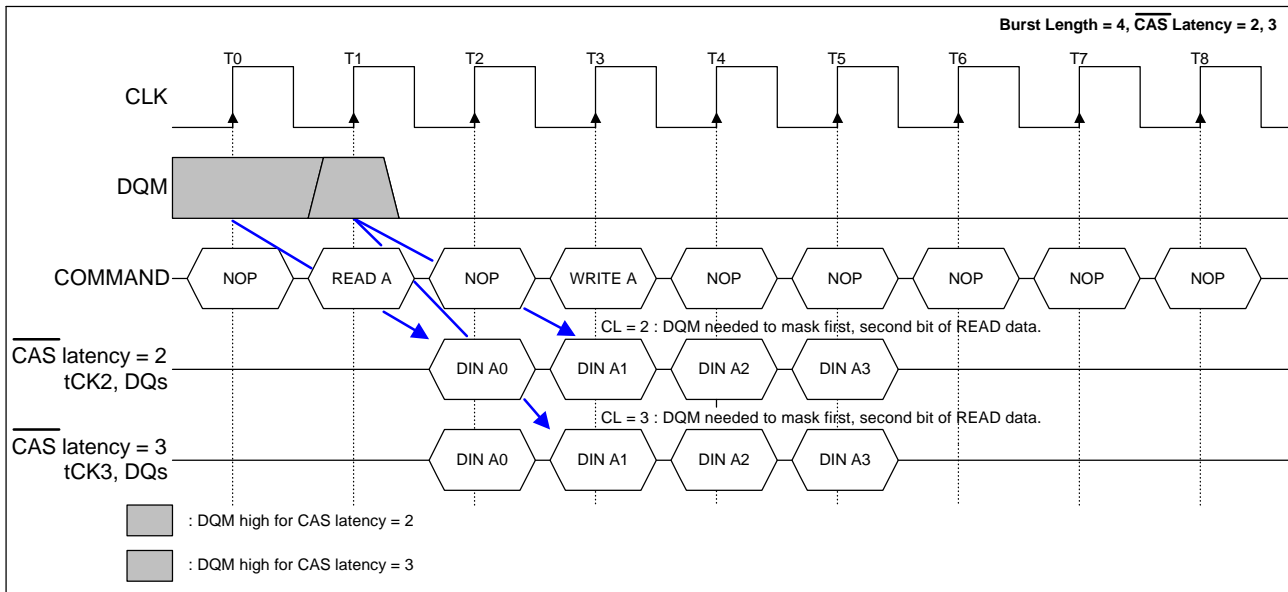 Burst Length = 4, CAS Latency = 2, 3
T0 T1 T2 T3 T4 T5 T6 T7 T8
CLK
DQM
COMMAND NOP READ A NOP WRITE A NOP NOP NOP NOP NOP
CL = 2 : DQM needed to mask first, second bit of READ data.
CAS latency = 2
tCK2, DQs
DIN A0 DIN A1 DIN A2 DIN A3
CL = 3 : DQM needed to mask first, second bit of READ data.
CAS latency = 3
tCK3, DQs
DIN A0 DIN A1 DIN A2 DIN A3
: DQM high for CAS latency = 2
: DQM high for CAS latency = 3